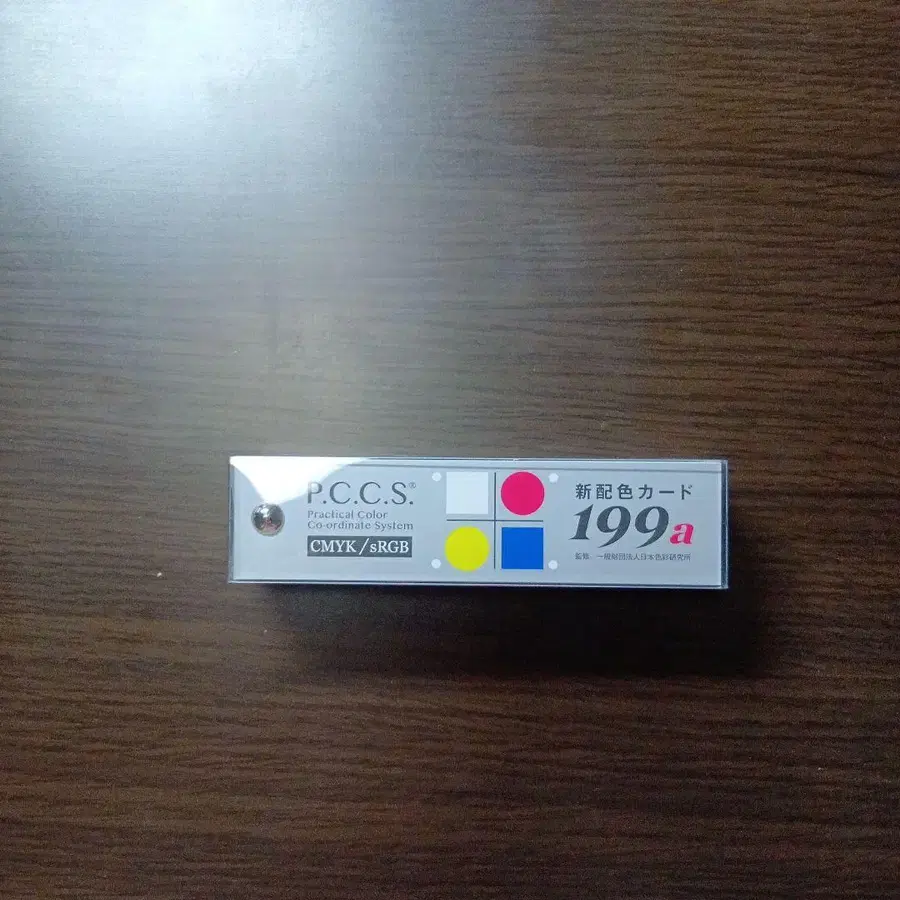 P.C.C.S.®
Practical Color
Co-ordinate System
CMYK/sRGB
新配色カード
199a
監修 一般財団法人日本色彩研究所